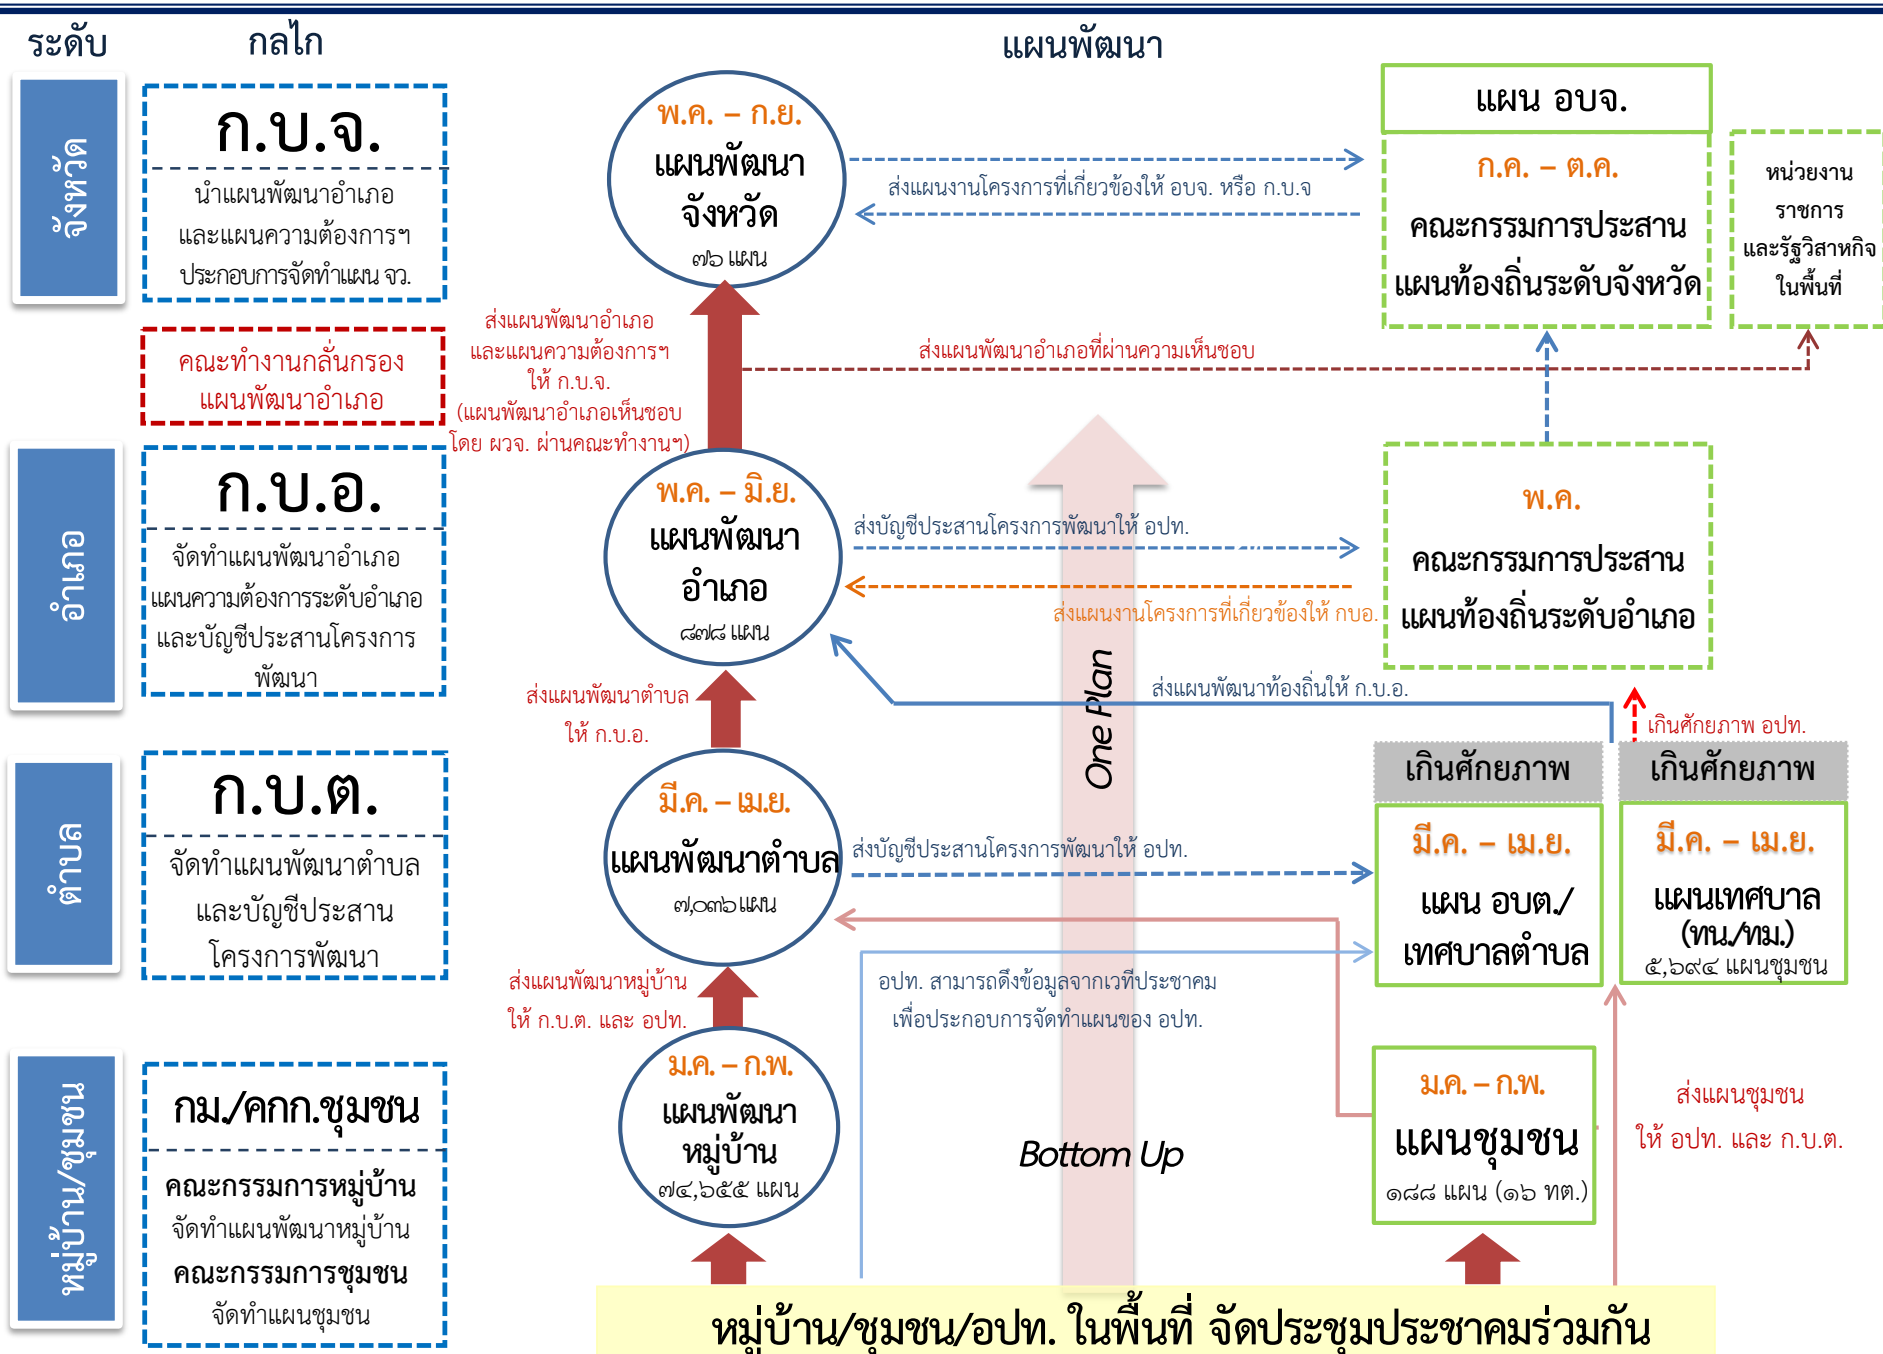 ระดับ
กลไก
แผนพัฒนา
จังหวัด
ก.บ.จ.
นำแผนพัฒนาอำเภอ
และแผนความต้องการฯ
ประกอบการจัดทำแผน จว.
พ.ค. – ก.ย.
แผนพัฒนา
จังหวัด
๗๖ แผน
ส่งแผนงานโครงการที่เกี่ยวข้องให้ อบจ. หรือ ก.บ.จ
แผน อบจ.
ก.ค. – ต.ค.
คณะกรรมการประสาน
แผนท้องถิ่นระดับจังหวัด
หน่วยงาน
ราชการ
และรัฐวิสาหกิจ
ในพื้นที่
คณะทำงานกลั่นกรอง
แผนพัฒนาอำเภอ
ส่งแผนพัฒนาอำเภอ
และแผนความต้องการฯ
ให้ ก.บ.จ.
(แผนพัฒนาอำเภอเห็นชอบ
โดย ผวจ. ผ่านคณะทำงานฯ)
ส่งแผนพัฒนาอำเภอที่ผ่านความเห็นชอบ
อำเภอ
ก.บ.อ.
จัดทำแผนพัฒนาอำเภอ
แผนความต้องการระดับอำเภอ
และบัญชีประสานโครงการ
พัฒนา
พ.ค. – มิ.ย.
แผนพัฒนา
อำเภอ
๘๗๘ แผน
ส่งบัญชีประสานโครงการพัฒนาให้ อปท.
ส่งแผนงานโครงการที่เกี่ยวข้องให้ กบอ.
พ.ค.
คณะกรรมการประสาน
แผนท้องถิ่นระดับอำเภอ
ส่งแผนพัฒนาตำบล
ให้ ก.บ.อ.
One Plan
ส่งแผนพัฒนาท้องถิ่นให้ ก.บ.อ.
เกินศักยภาพ อปท.
ตำบล
ก.บ.ต.
จัดทำแผนพัฒนาตำบล
และบัญชีประสาน
โครงการพัฒนา
มี.ค. – เม.ย.
แผนพัฒนาตำบล
๗,๐๓๖ แผน
ส่งบัญชีประสานโครงการพัฒนาให้ อปท.
เกินศักยภาพ
มี.ค. – เม.ย.
แผน อบต./
เทศบาลตำบล
เกินศักยภาพ
มี.ค. – เม.ย.
แผนเทศบาล
(ทน./ทม.)
๕,๖๙๔ แผนชุมชน
ส่งแผนพัฒนาหมู่บ้าน
ให้ ก.บ.ต. และ อปท.
อปท. สามารถดึงข้อมูลจากเวทีประชาคม
เพื่อประกอบการจัดทำแผนของ อปท.
หมู่บ้าน/ชุมชน
กม./คกก.ชุมชน
คณะกรรมการหมู่บ้าน
จัดทำแผนพัฒนาหมู่บ้าน
คณะกรรมการชุมชน
จัดทำแผนชุมชน
ม.ค. – ก.พ.
แผนพัฒนา
หมู่บ้าน
๗๔,๖๕๕ แผน
Bottom Up
ม.ค. – ก.พ.
แผนชุมชน
๑๘๘ แผน (๑๖ ทต.)
ส่งแผนชุมชน
ให้ อปท. และ ก.บ.ต.
หมู่บ้าน/ชุมชน/อปท. ในพื้นที่ จัดประชุมประชาคมร่วมกัน